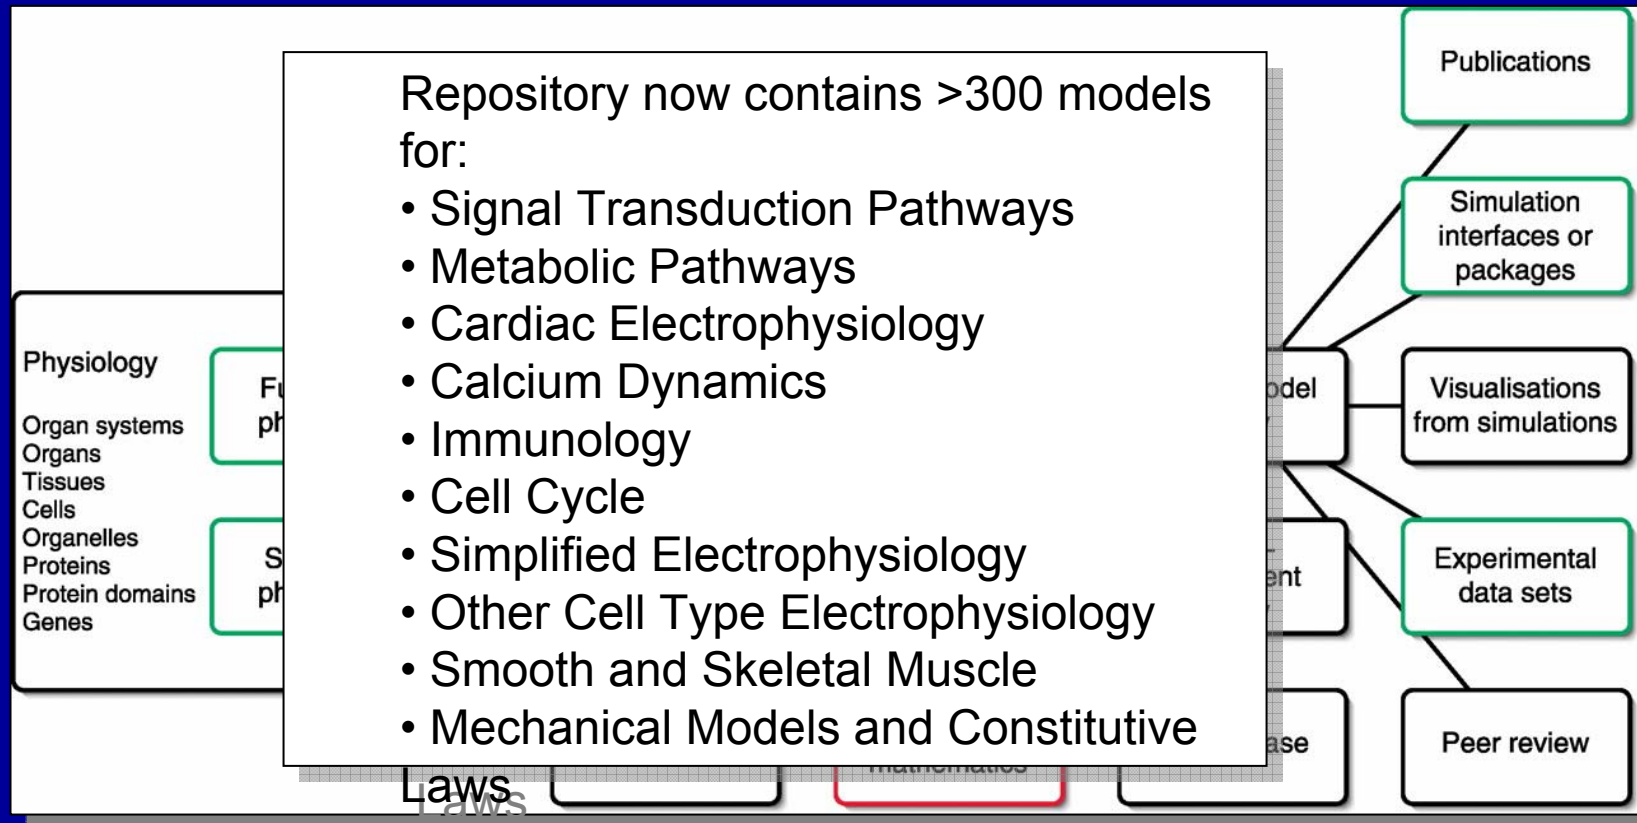 Repository now contains >300 models
for:
• Signal Transduction Pathways
• Metabolic Pathways
• Cardiac Electrophysiology
• Calcium Dynamics
• Immunology
• Cell Cycle
• Simplified Electrophysiology
• Other Cell Type Electrophysiology
• Smooth and Skeletal Muscle
• Mechanical Models and Constitutive
Laws
Physiology
Organ systems
Organs
Tissues
Cells
Organelles
Proteins
Protein domains
Genes
mathematics
Publications
Simulation
interfaces or
packages
Visualisations
from simulations
Experimental
data sets
Peer review